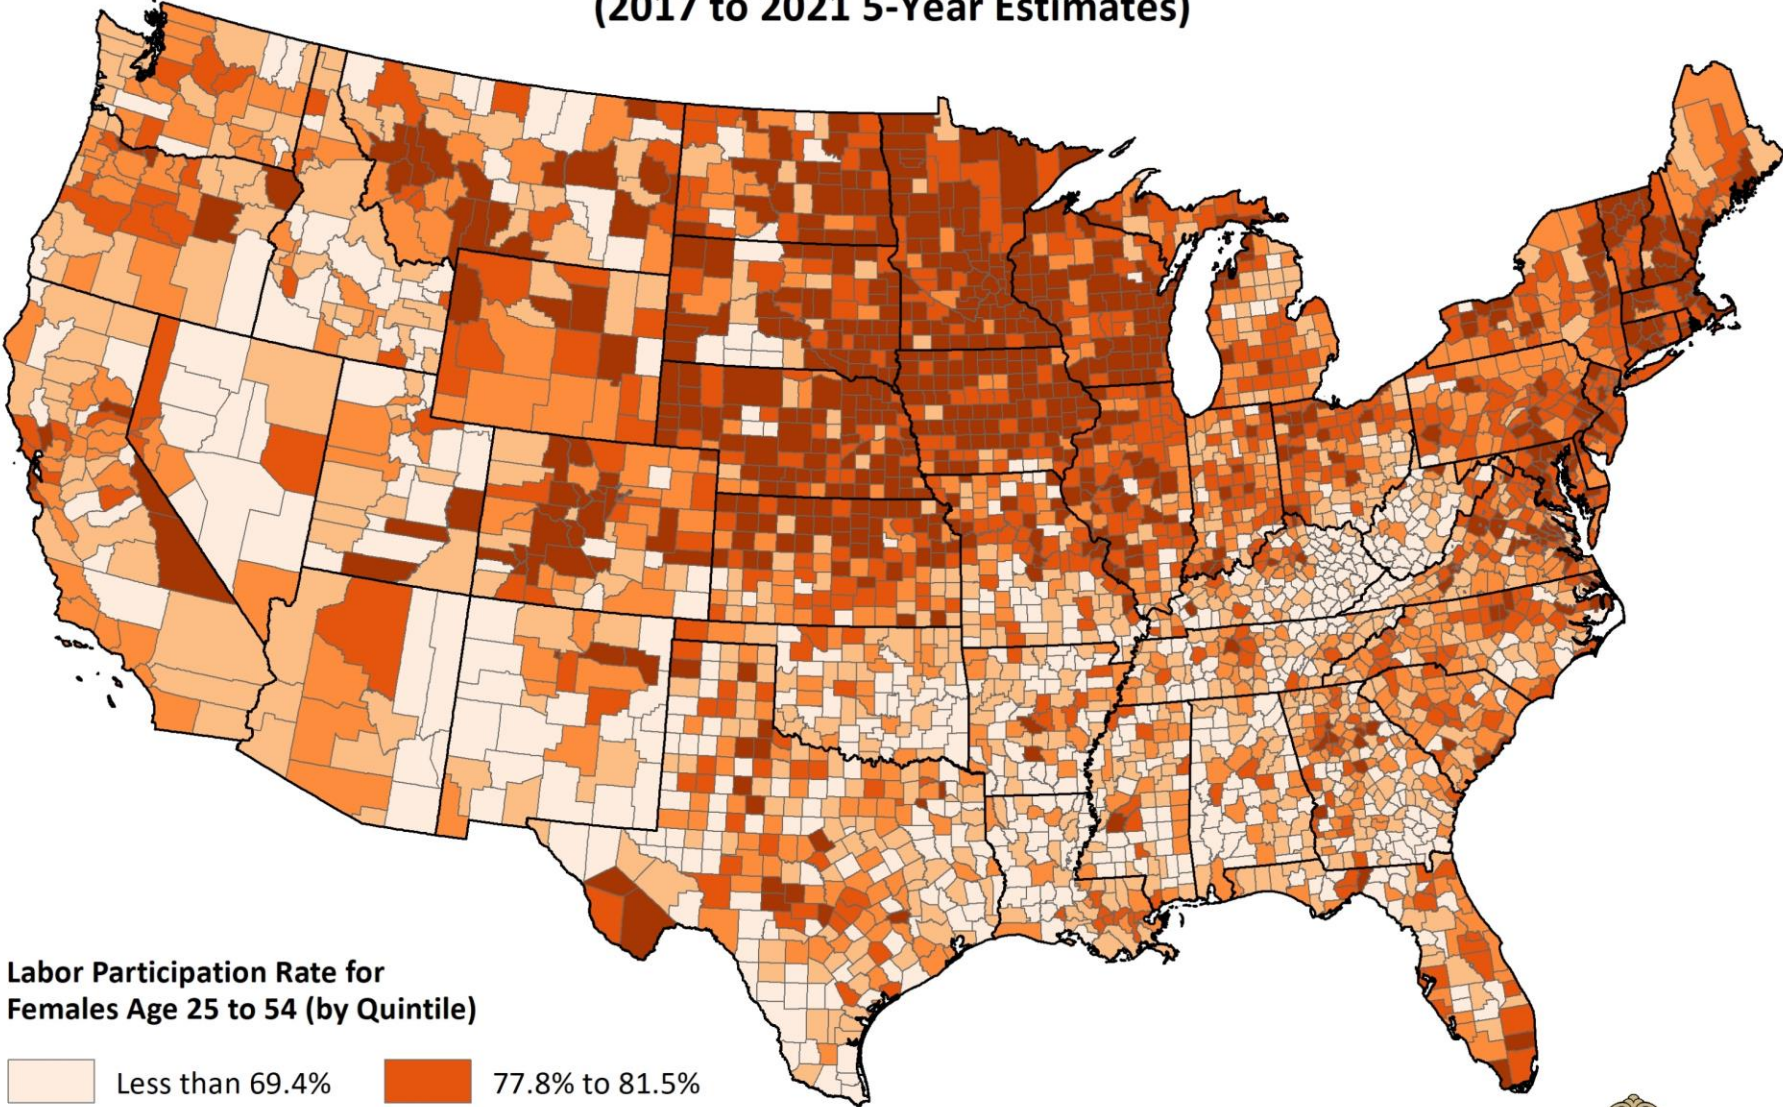 (2017 to 2021 5-Year Estimates)
Labor Participation Rate for
Females Age 25 to 54 (by Quintile)
Less than 69.4%
77.8% to 81.5%